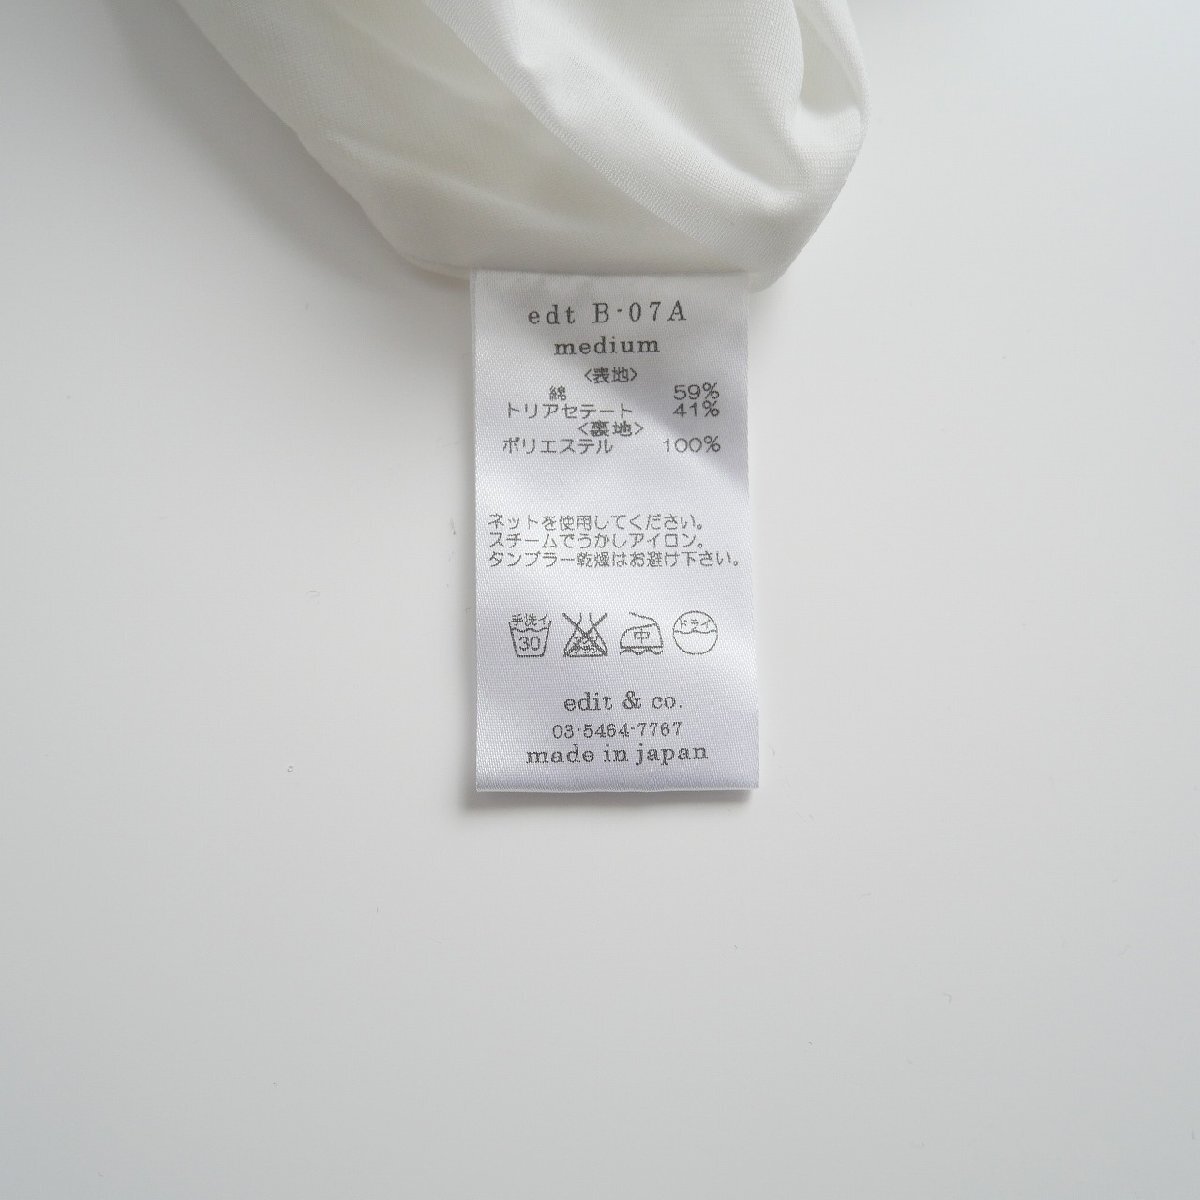 edt B·07A
medium
〈表地〉
綿 59%
トリアセテート 41%
〈裏地〉
ポリエステル 100%
ネットを使用してください。
スチームでうかしアイロン。
タンブラー乾燥はお避け下さい。
手洗イ 30 中 ドライ
edit & co.
03·5464-7767
made in japan